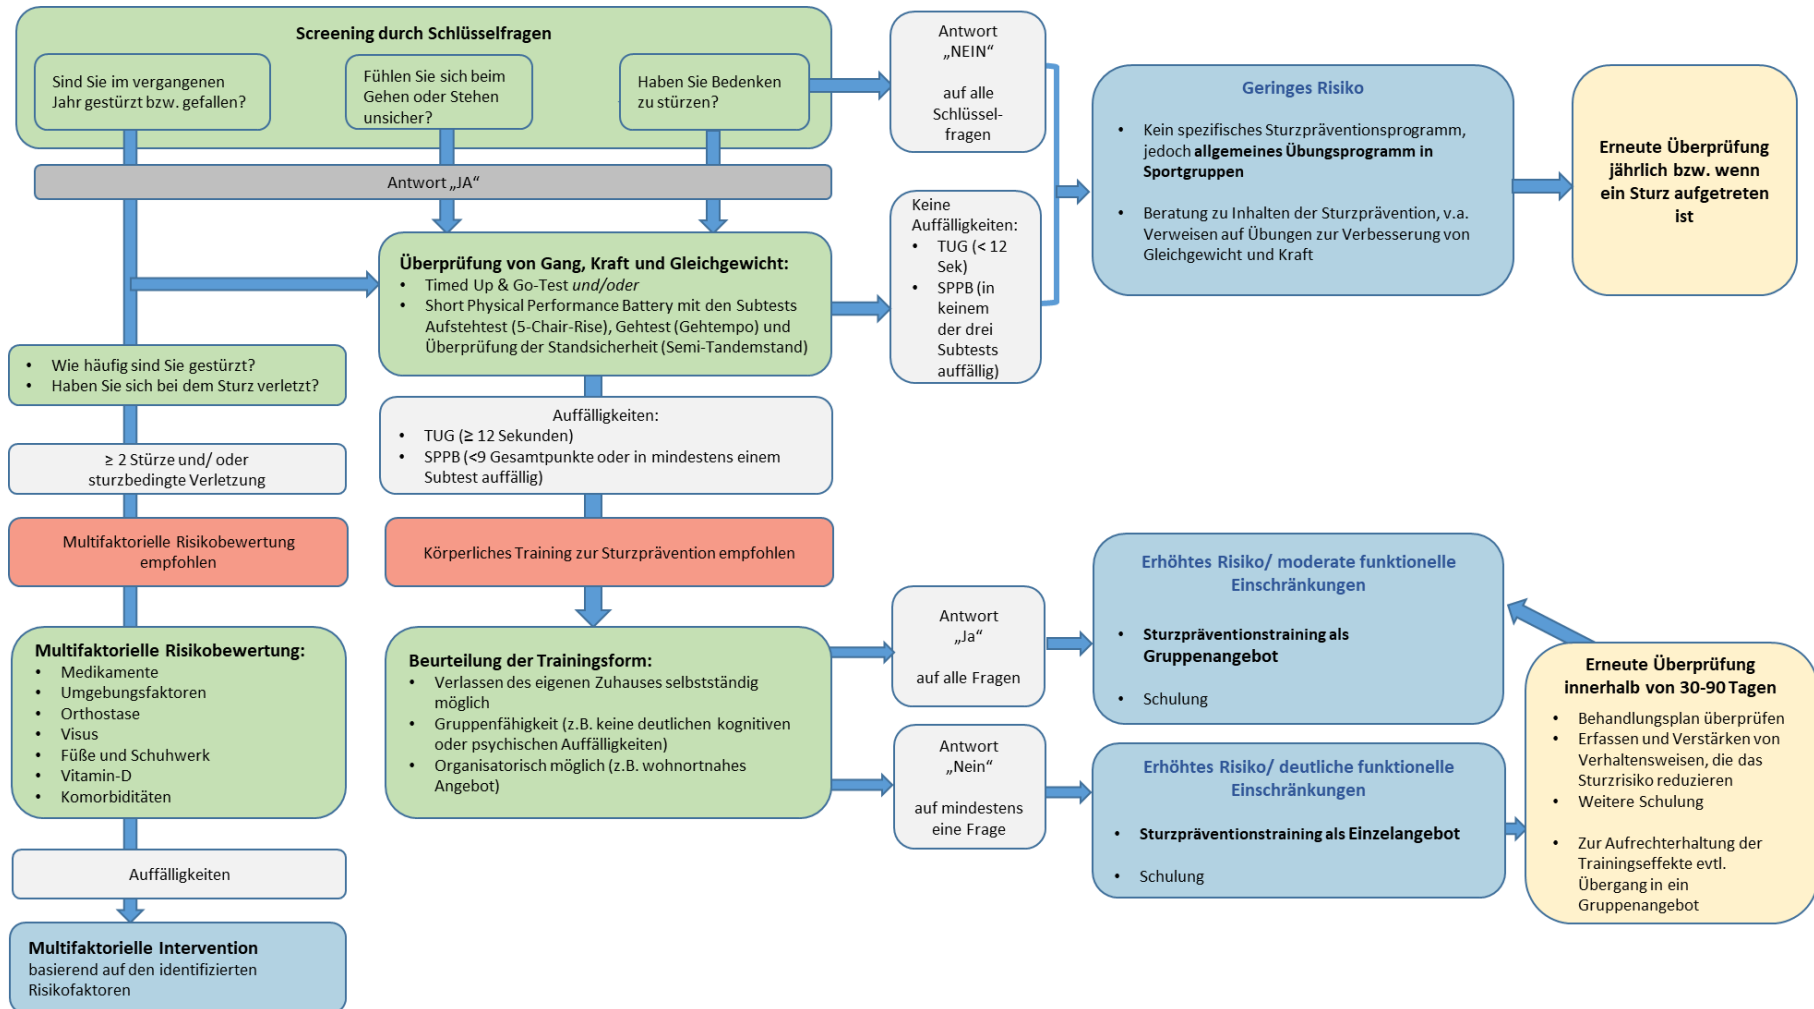 Screening durch Schlüsselfragen
Sind Sie im vergangenen
Jahr gestürzt bzw. gefallen?
Fühlen Sie sich beim
Gehen oder Stehen
unsicher?
Haben Sie Bedenken
zu stürzen?
Antwort
„NEIN“
auf alle
Schlüssel-
fragen
Antwort „JA“
Geringes Risiko
• Kein spezifisches Sturzpräventionsprogramm,
jedoch allgemeines Übungsprogramm in
Sportgruppen
• Beratung zu Inhalten der Sturzprävention, v.a.
Verweisen auf Übungen zur Verbesserung von
Gleichgewicht und Kraft
Erneute Überprüfung
jährlich bzw. wenn
ein Sturz aufgetreten
ist
Überprüfung von Gang, Kraft und Gleichgewicht:
• Timed Up & Go-Test und/oder
• Short Physical Performance Battery mit den Subtests
Aufstehtest (5-Chair-Rise), Gehtest (Gehtempo) und
Überprüfung der Standsicherheit (Semi-Tandemstand)
Keine
Auffälligkeiten:
• TUG (< 12
Sek)
• SPPB (in
keinem
der drei
Subtests
auffällig)
• Wie häufig sind Sie gestürzt?
• Haben Sie sich bei dem Sturz verletzt?
Auffälligkeiten:
• TUG (≥ 12 Sekunden)
• SPPB (<9 Gesamtpunkte oder in mindestens einem
Subtest auffällig)
≥ 2 Stürze und/ oder
sturzbedingte Verletzung
Multifaktorielle Risikobewertung
empfohlen
Körperliches Training zur Sturzprävention empfohlen
Multifaktorielle Risikobewertung:
• Medikamente
• Umgebungsfaktoren
• Orthostase
• Visus
• Füße und Schuhwerk
• Vitamin-D
• Komorbiditäten
Beurteilung der Trainingsform:
• Verlassen des eigenen Zuhauses selbstständig
möglich
• Gruppenfähigkeit (z.B. keine deutlichen kognitiven
oder psychischen Auffälligkeiten)
• Organisatorisch möglich (z.B. wohnortnahes
Angebot)
Antwort
„Ja“
auf alle Fragen
Erhöhtes Risiko/ moderate funktionelle
Einschränkungen
• Sturzpräventionstraining als
Gruppenangebot
• Schulung
Antwort
„Nein“
auf mindestens
eine Frage
Erhöhtes Risiko/ deutliche funktionelle
Einschränkungen
• Sturzpräventionstraining als Einzelangebot
• Schulung
Erneute Überprüfung
innerhalb von 30-90 Tagen
• Behandlungsplan überprüfen
• Erfassen und Verstärken von
Verhaltensweisen, die das
Sturzrisiko reduzieren
• Weitere Schulung
• Zur Aufrechterhaltung der
Trainingseffekte evtl.
Übergang in ein
Gruppenangebot
Auffälligkeiten
Multifaktorielle Intervention
basierend auf den identifizierten
Risikofaktoren